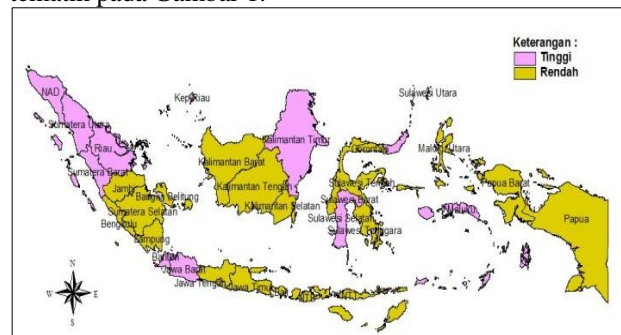 tematik pada Gambar 1.
Keterangan :
Tinggi
Rendah
NAD
Sumatera Utara
Riau
Kep Riau
Sumatera Barat
Jambi
Bangka Belitung
Sumatera Selatan
Bengkulu
Lampung
Banten
Jawa Barat
Jawa Tengah
Jawa Timur
Kalimantan Barat
Kalimantan Tengah
Kalimantan Selatan
Kalimantan Timur
Sulawesi Utara
Gorontalo
Sulawesi Tengah
Sulawesi Barat
Sulawesi Selatan
Sulawesi Tenggara
Maluku Utara
Maluku
Papua Barat
Papua
N
W
E
S